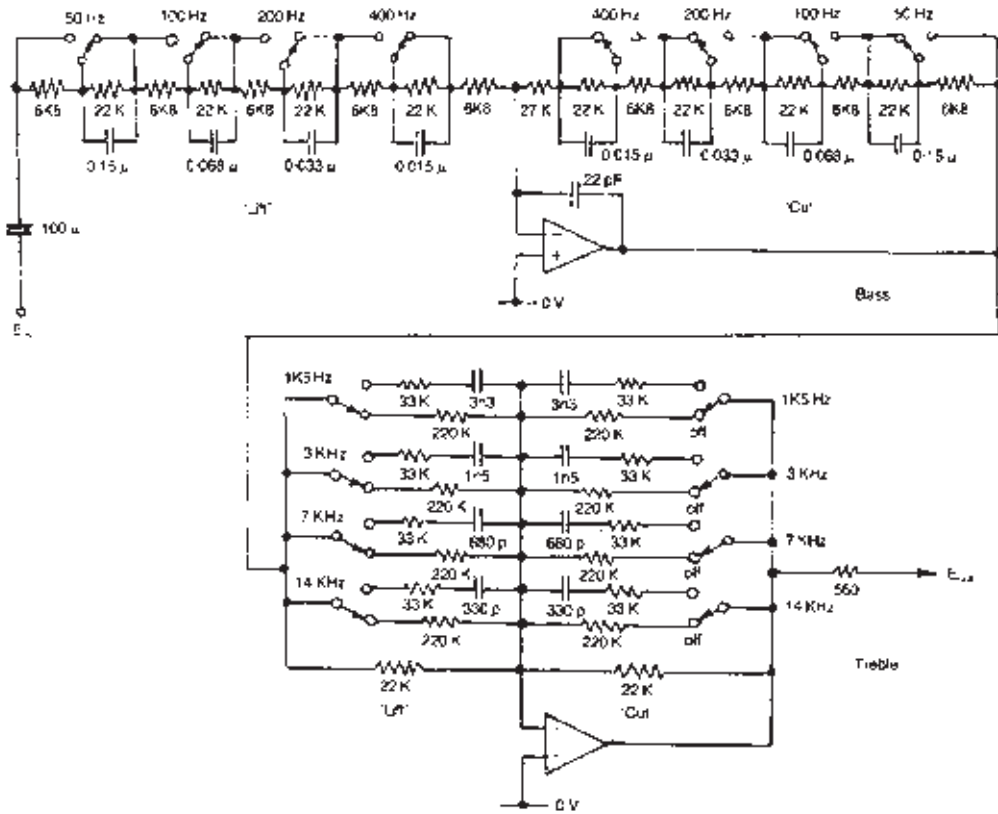 50 Hz 100 Hz 200 Hz 400 Hz 400 Hz 200 Hz 100 Hz 50 Hz
6K8 22 K 6K8 22 K 6K8 22 K 6K8 22 K 6K8 27 K 22 K 6K8 22 K 6K8 22 K 6K8 22 K 6K8
0·15 µ 0·068 µ 0·033 µ 0·015 µ 0·015 µ 0·033 µ 0·068 µ 0·15 µ
22 pF
'Lift' 'Cut'
100 µ
−
+
0 V
Bass
1K5 Hz 33 K 3n3 3n3 33 K 1K5 Hz
220 K 220 K off
3 KHz 33 K 1n5 1n5 33 K 3 KHz
220 K 220 K off
7 KHz 33 K 680 p 680 p 33 K 7 KHz
220 K 220 K off
14 KHz 33 K 330 p 330 p 33 K 14 KHz
220 K 220 K off
560
22 K 22 K
Treble
'Lift' 'Cut'
0 V